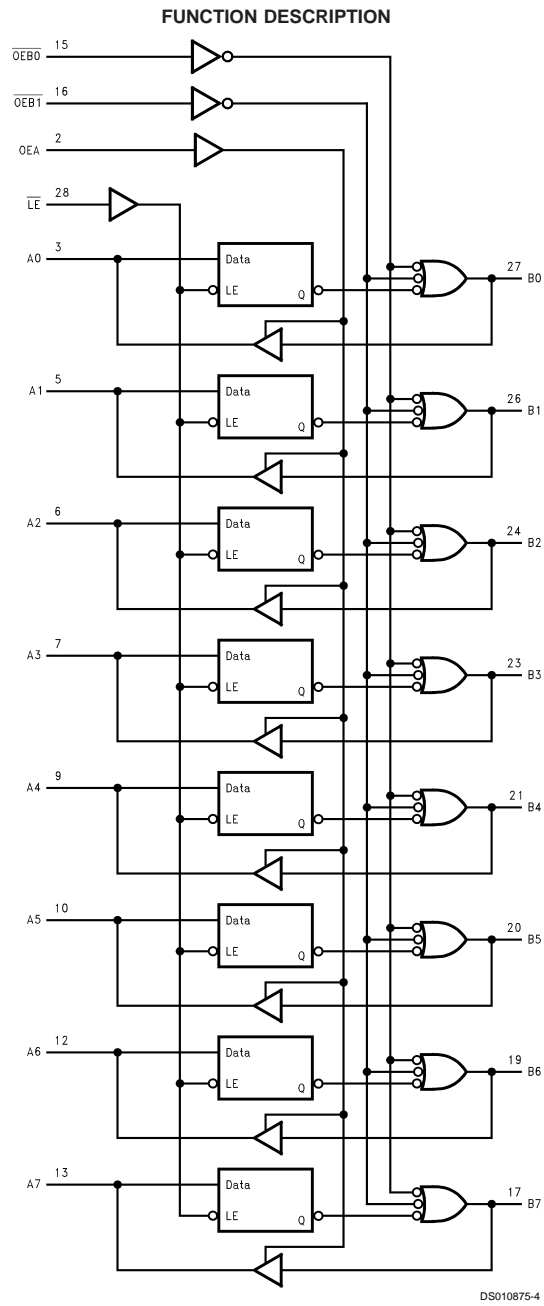 FUNCTION DESCRIPTION
OEB0 15
OEB1 16
OEA 2
LE 28
A0 3
Data
LE Q
27 B0
A1 5
Data
LE Q
26 B1
A2 6
Data
LE Q
24 B2
A3 7
Data
LE Q
23 B3
A4 9
Data
LE Q
21 B4
A5 10
Data
LE Q
20 B5
A6 12
Data
LE Q
19 B6
A7 13
Data
LE Q
17 B7
DS010875-4